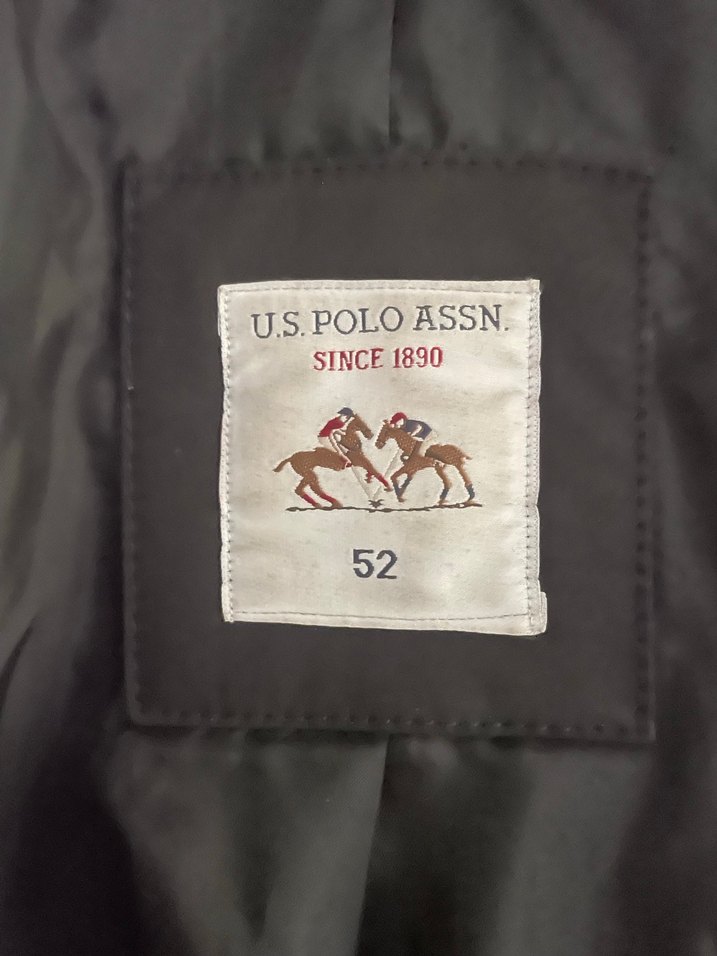 U.S. POLO ASSN.
SINCE 1890
52